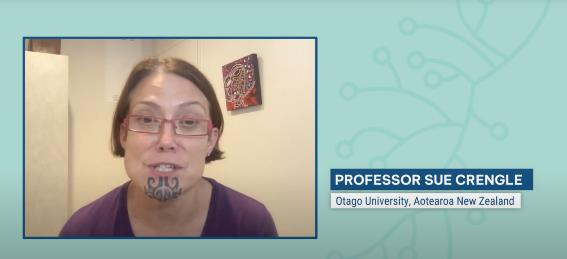 PROFESSOR SUE CRENGLE
Otago University, Aotearoa New Zealand